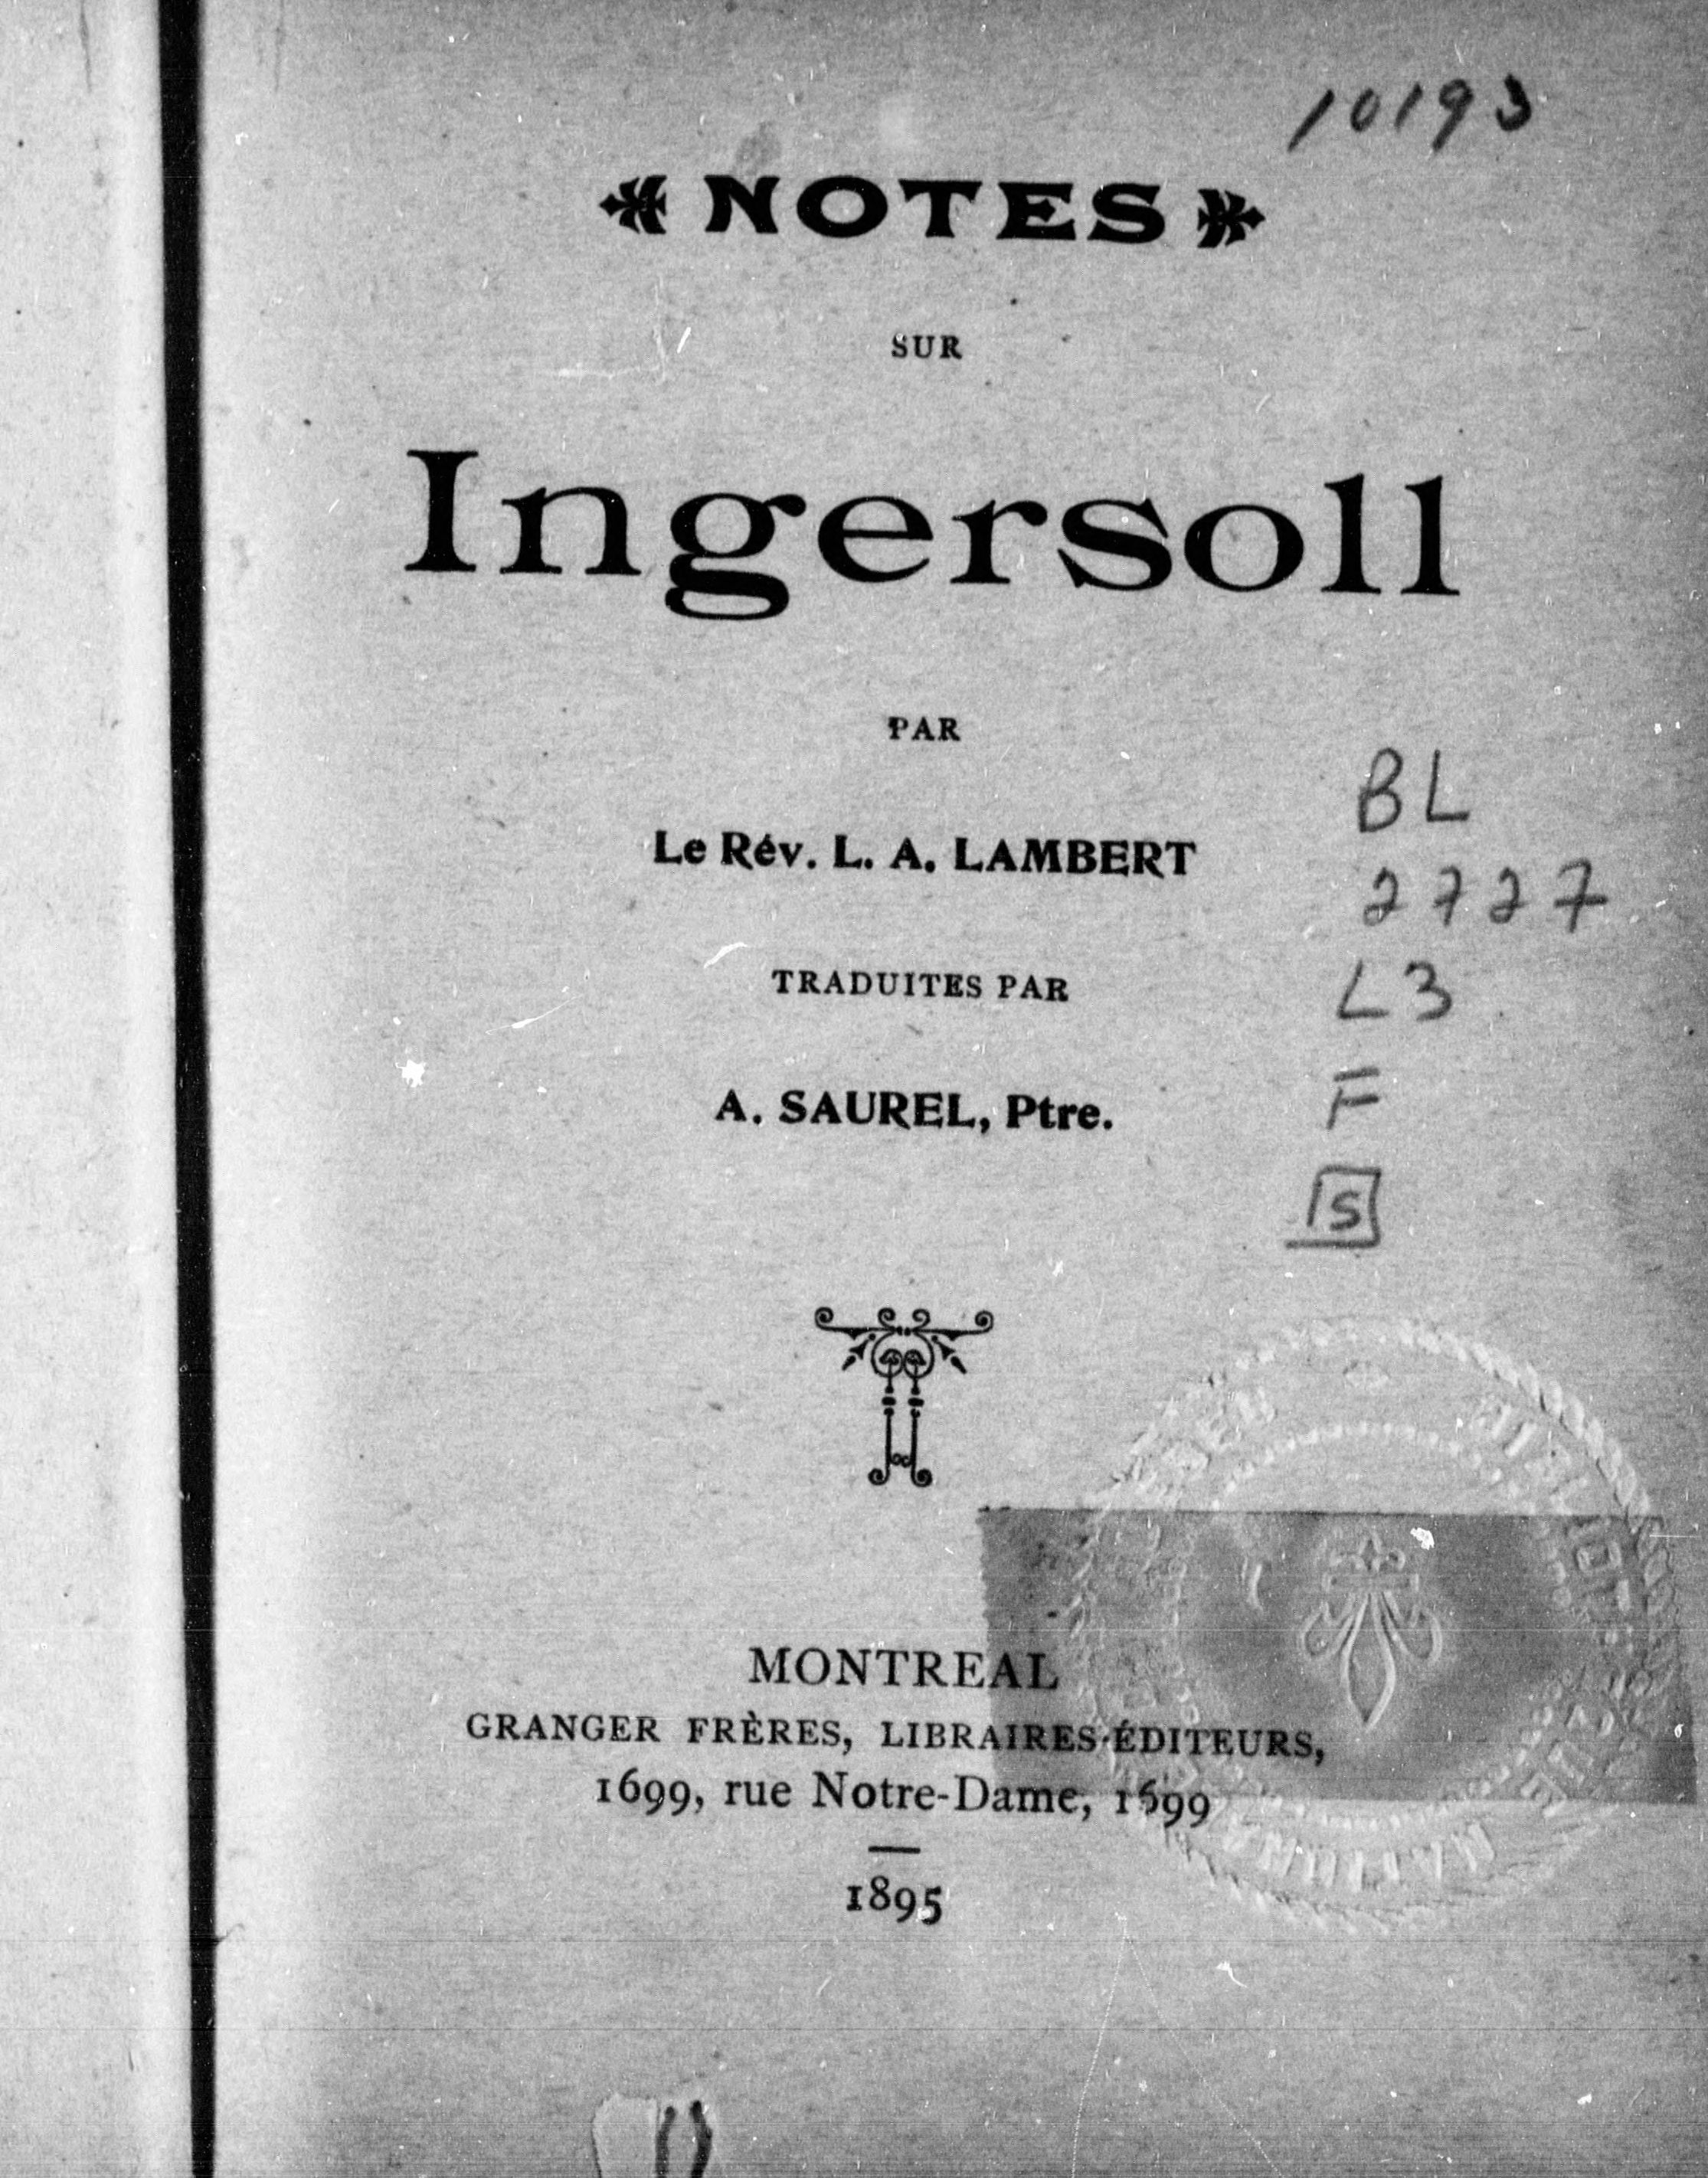 10193
NOTES
SUR
Ingersoll
PAR
Le Rév. L. A. LAMBERT
BL
2727
L3
TRADUITES PAR
F
A. SAUREL, Ptre.
S
MONTREAL
GRANGER FRÈRES, LIBRAIRES-ÉDITEURS,
1699, rue Notre-Dame, 1699
1895